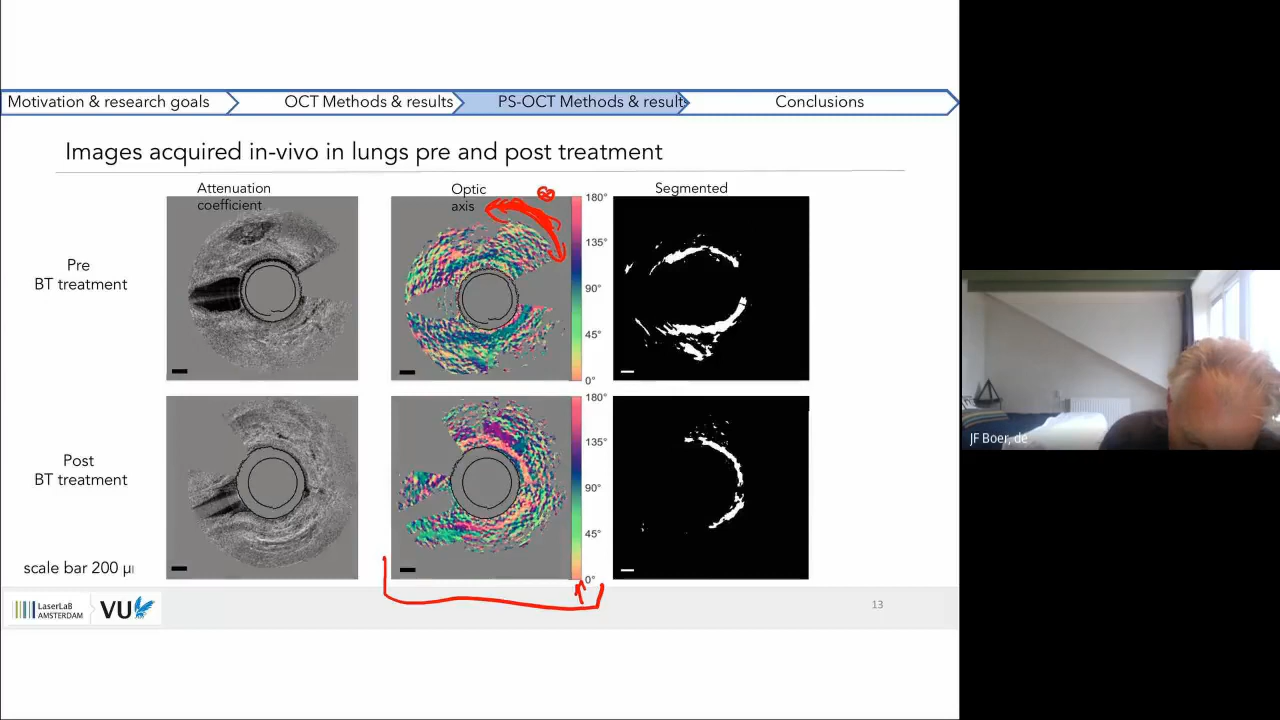 Motivation & research goals
OCT Methods & results
PS-OCT Methods & results
Conclusions
Images acquired in-vivo in lungs pre and post treatment
Attenuation
coefficient
Optic
axis
Segmented
Pre
BT treatment
180°
135°
90°
45°
0°
Post
BT treatment
180°
135°
90°
45°
0°
scale bar 200 µ
LaserLaB
AMSTERDAM
VU
13
JF Boer, de